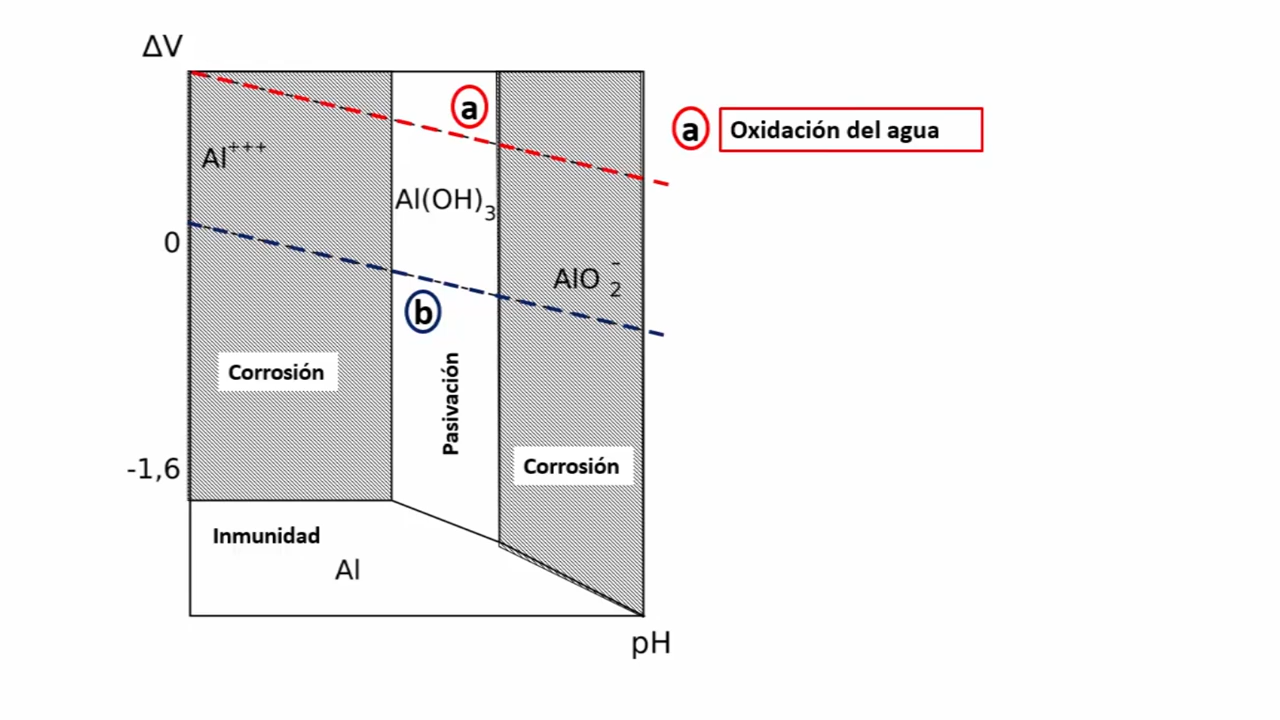 ΔV
a
a Oxidación del agua
Al+++
Al(OH)3
0
AlO2-
b
Corrosión
Pasivación
Corrosión
-1,6
Inmunidad
Al
pH